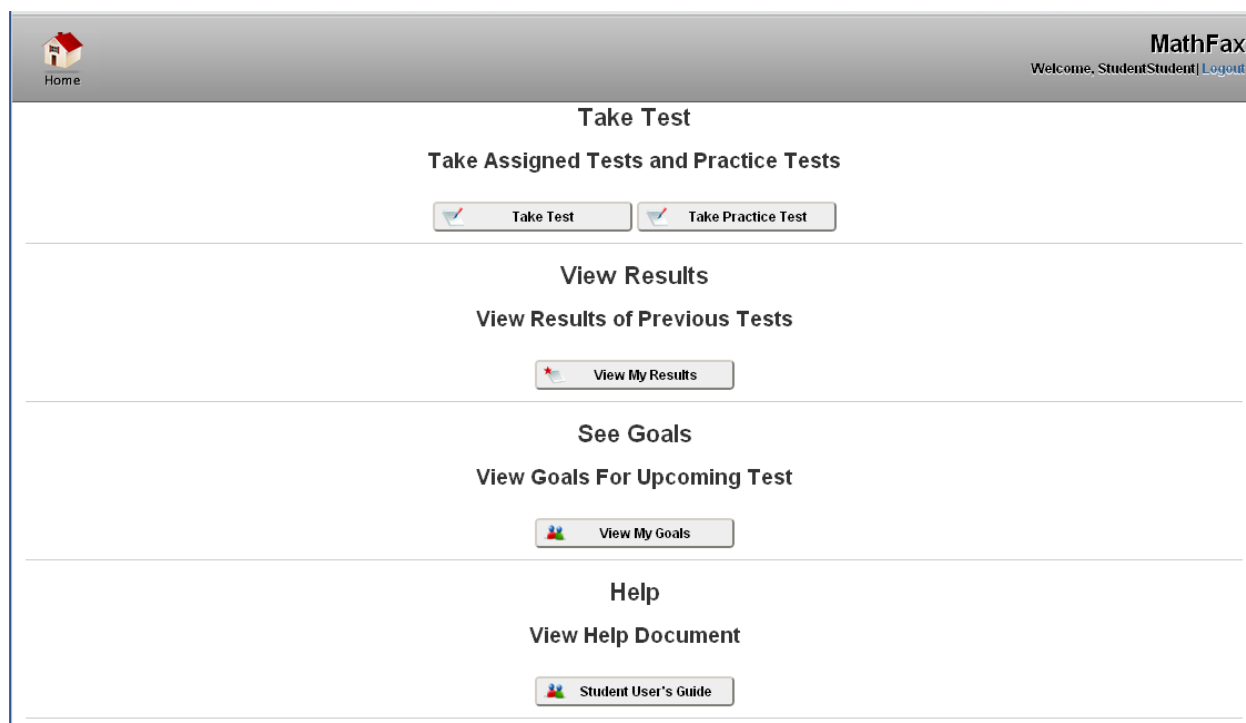 MathFax
Home
Welcome, StudentStudent| Logout
Take Test
Take Assigned Tests and Practice Tests
Take Test
Take Practice Test
View Results
View Results of Previous Tests
View My Results
See Goals
View Goals For Upcoming Test
View My Goals
Help
View Help Document
Student User's Guide